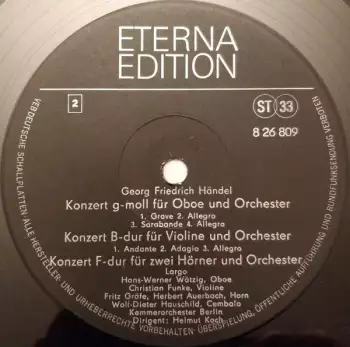 ETERNA
EDITION
2
ST 33
8 26 809
Georg Friedrich Händel
Konzert g-moll für Oboe und Orchester
1. Grave 2. Allegro
3. Sarabande 4. Allegro
Konzert B-dur für Violine und Orchester
1. Andante 2. Adagio 3. Allegro
Konzert F-dur für zwei Hörner und Orchester
Largo
Hans-Werner Wätzig, Oboe
Christian Funke, Violine
Fritz Gräfe, Herbert Auerbach, Horn
Wolf-Dieter Hauschild, Cembalo
Kammerorchester Berlin
Dirigent: Helmut Koch
VEB DEUTSCHE SCHALLPLATTEN · ALLE HERSTELLER- UND URHEBERRECHTE VORBEHALTEN · ÜBERSPIELUNG, ÖFFENTLICHE AUFFÜHRUNG UND RUNDFUNKSENDUNG VERBOTEN